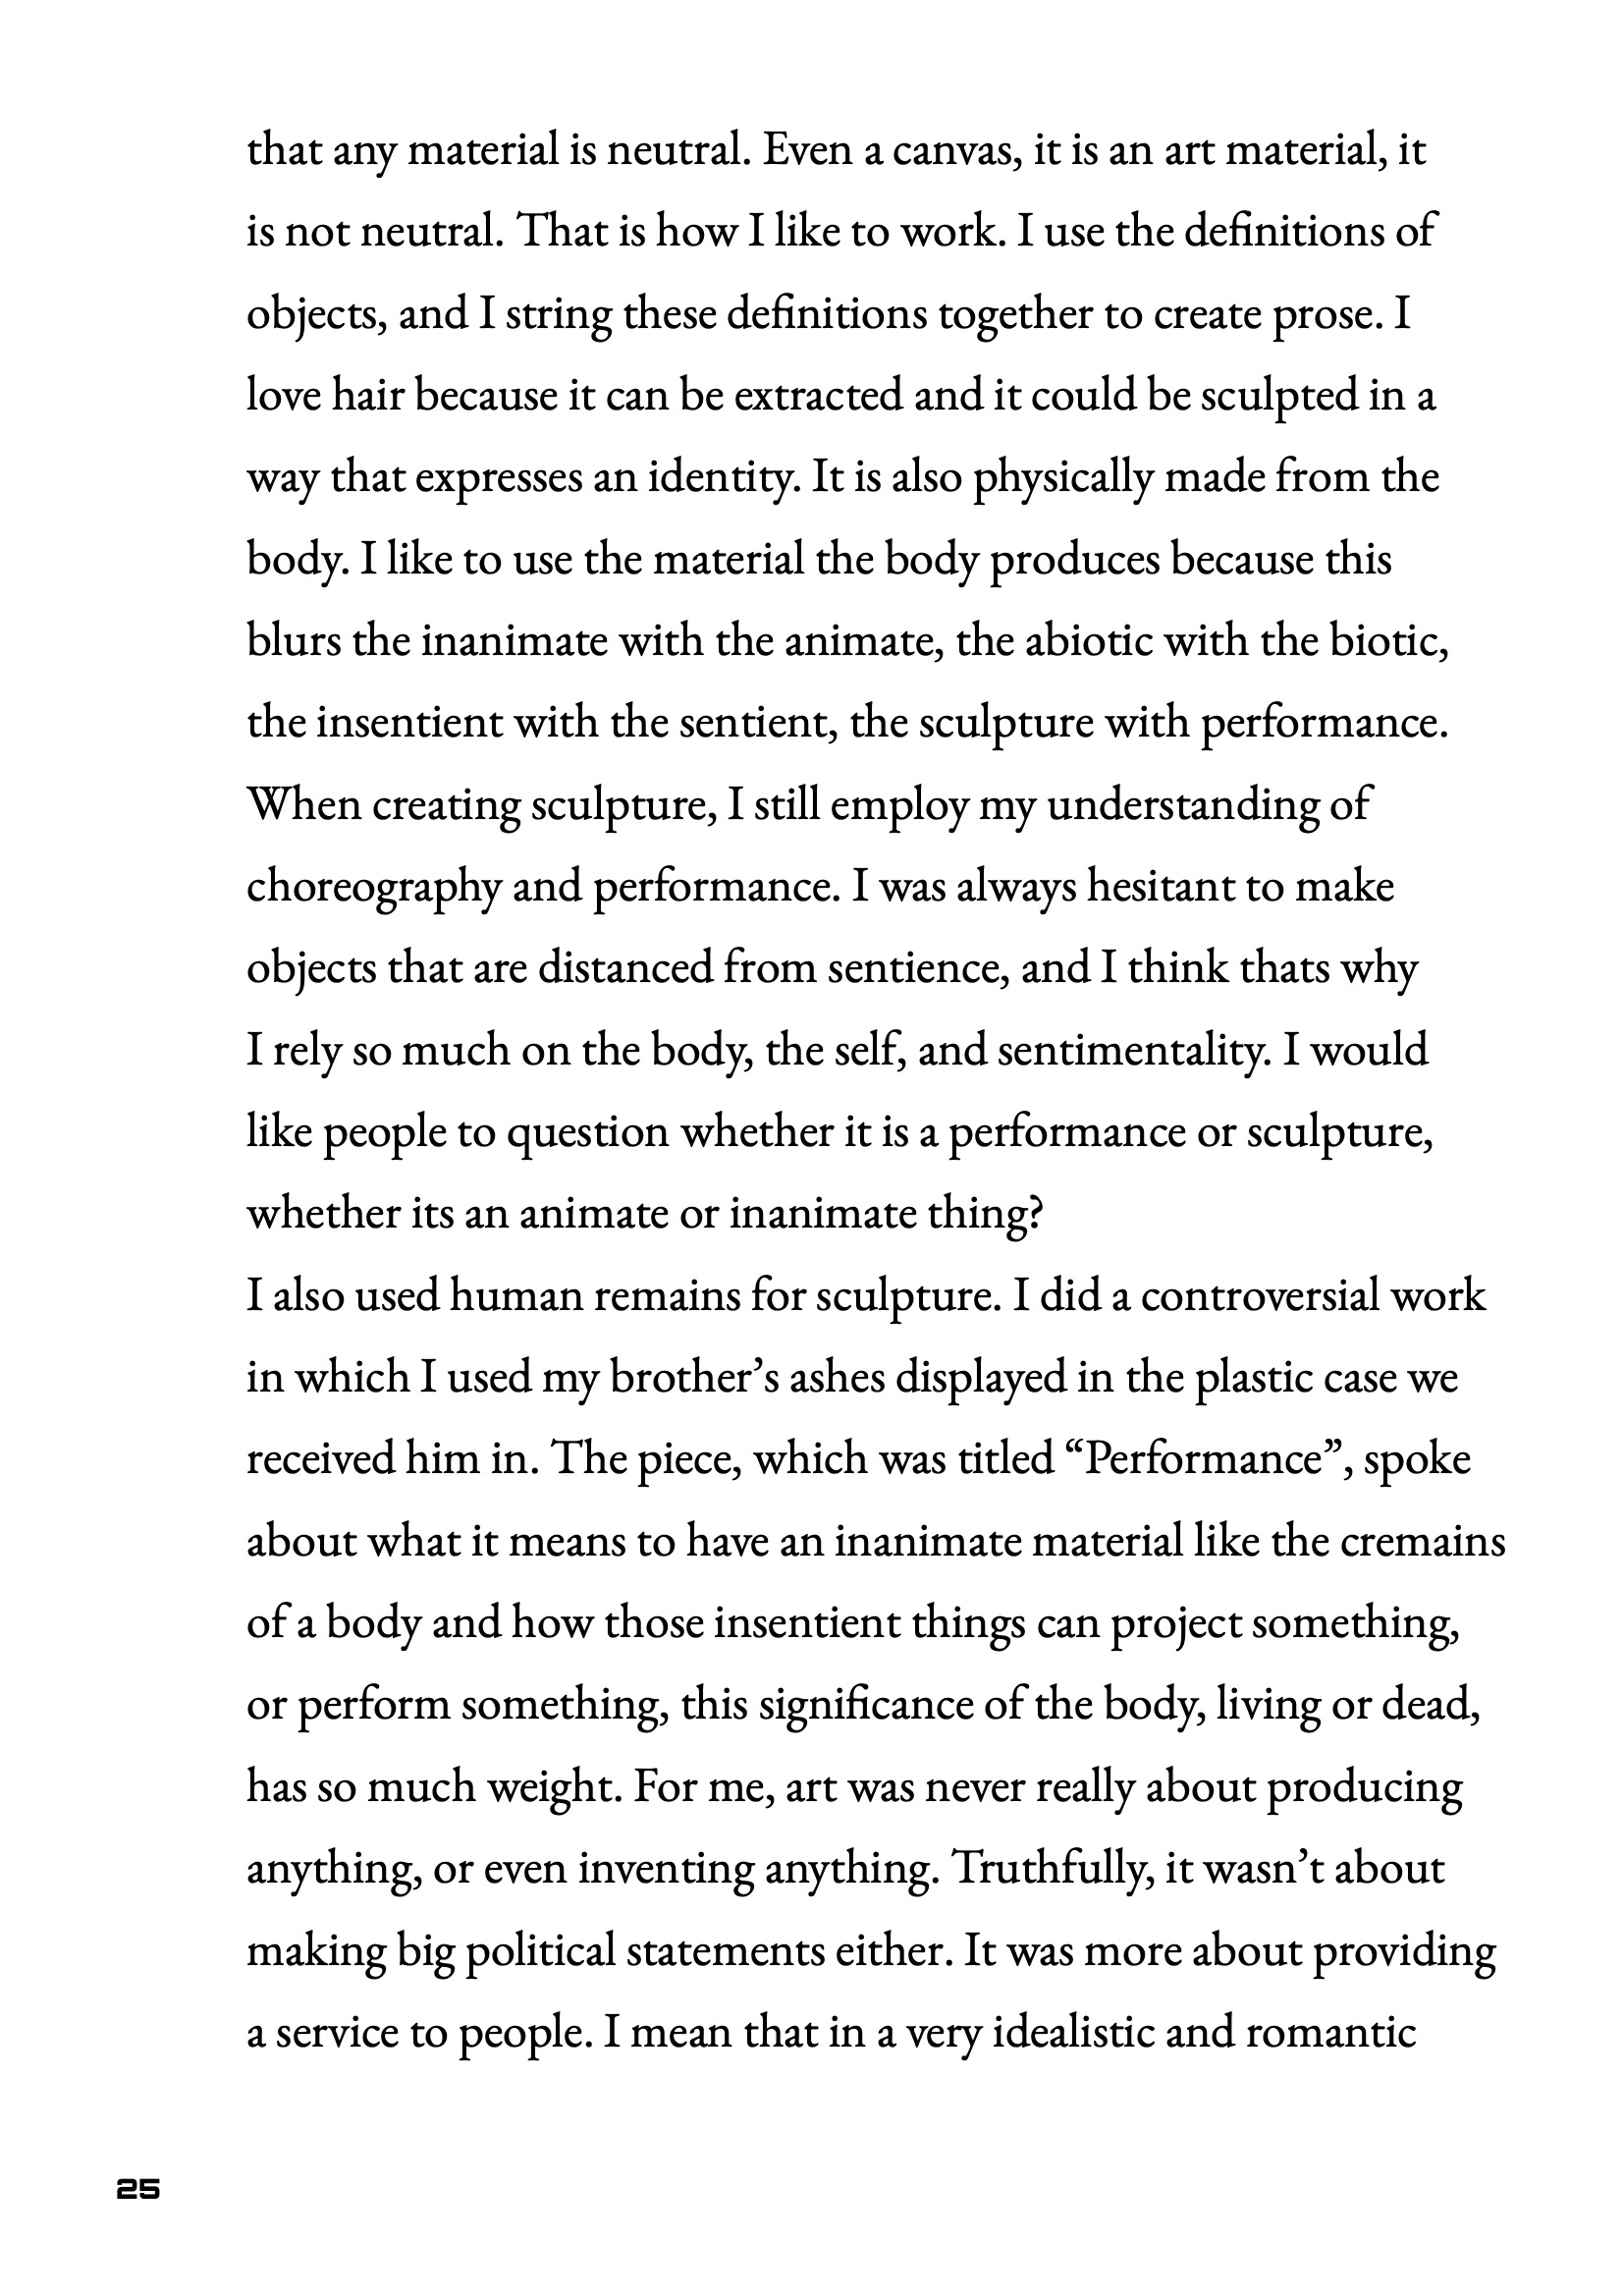 that any material is neutral. Even a canvas, it is an art material, it
is not neutral. That is how I like to work. I use the definitions of
objects, and I string these definitions together to create prose. I
love hair because it can be extracted and it could be sculpted in a
way that expresses an identity. It is also physically made from the
body. I like to use the material the body produces because this
blurs the inanimate with the animate, the abiotic with the biotic,
the insentient with the sentient, the sculpture with performance.
When creating sculpture, I still employ my understanding of
choreography and performance. I was always hesitant to make
objects that are distanced from sentience, and I think thats why
I rely so much on the body, the self, and sentimentality. I would
like people to question whether it is a performance or sculpture,
whether its an animate or inanimate thing?
I also used human remains for sculpture. I did a controversial work
in which I used my brother’s ashes displayed in the plastic case we
received him in. The piece, which was titled “Performance”, spoke
about what it means to have an inanimate material like the cremains
of a body and how those insentient things can project something,
or perform something, this significance of the body, living or dead,
has so much weight. For me, art was never really about producing
anything, or even inventing anything. Truthfully, it wasn’t about
making big political statements either. It was more about providing
a service to people. I mean that in a very idealistic and romantic
25